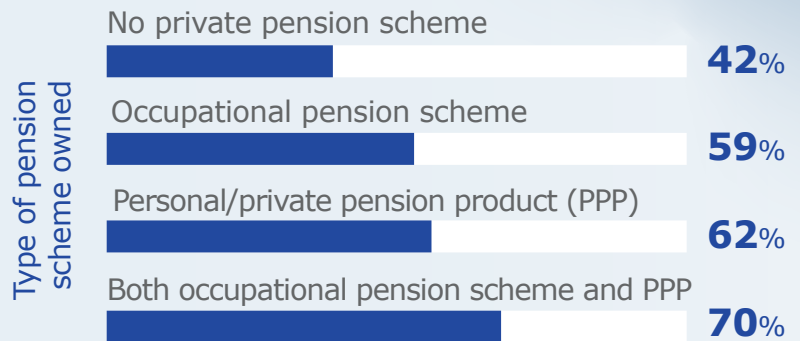 Type of pension
scheme owned
No private pension scheme
42%
Occupational pension scheme
59%
Personal/private pension product (PPP)
62%
Both occupational pension scheme and PPP
70%